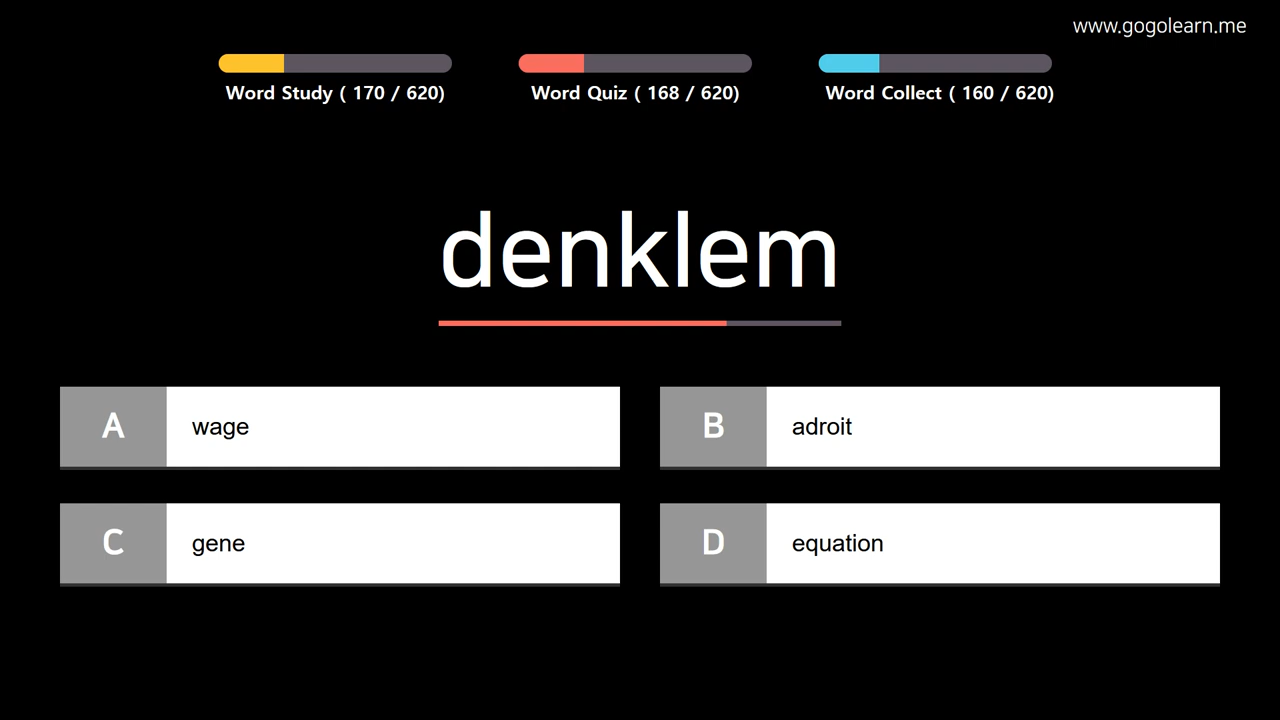 www.gogolearn.me
Word Study ( 170 / 620)
Word Quiz ( 168 / 620)
Word Collect ( 160 / 620)
denklem
A wage
B adroit
C gene
D equation